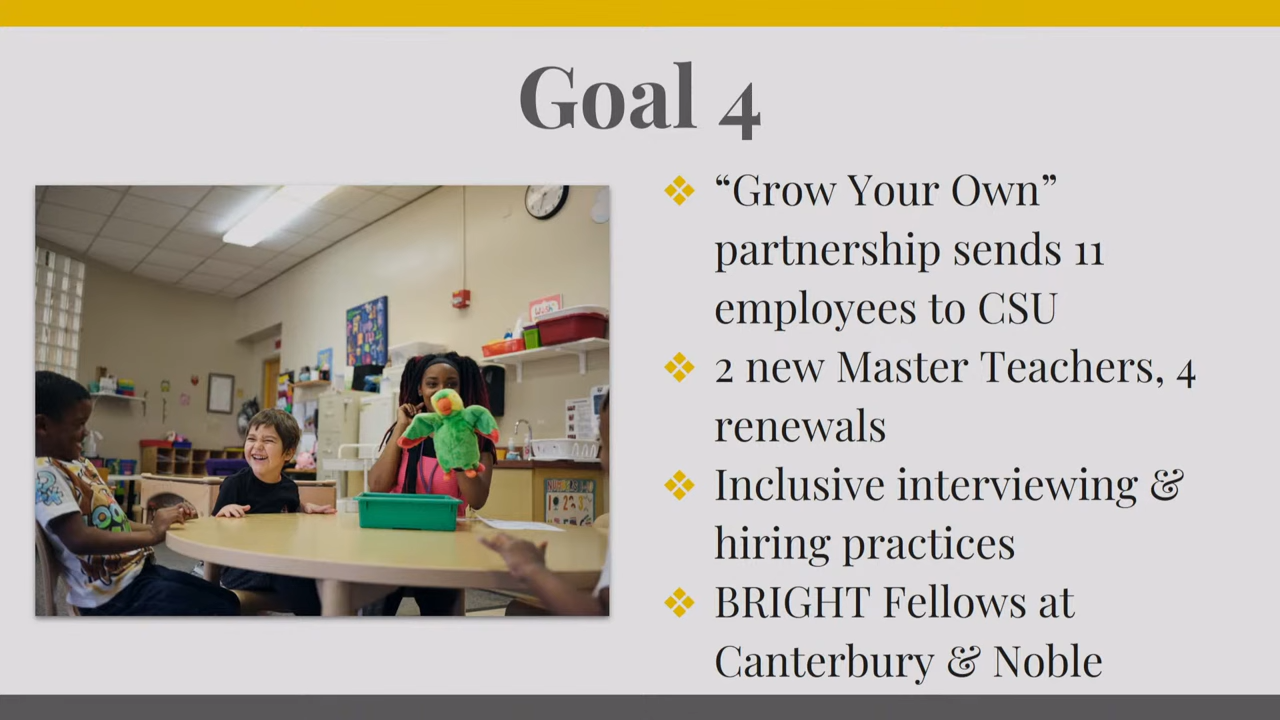 Goal 4
“Grow Your Own”
partnership sends 11
employees to CSU
2 new Master Teachers, 4
renewals
Inclusive interviewing &
hiring practices
BRIGHT Fellows at
Canterbury & Noble